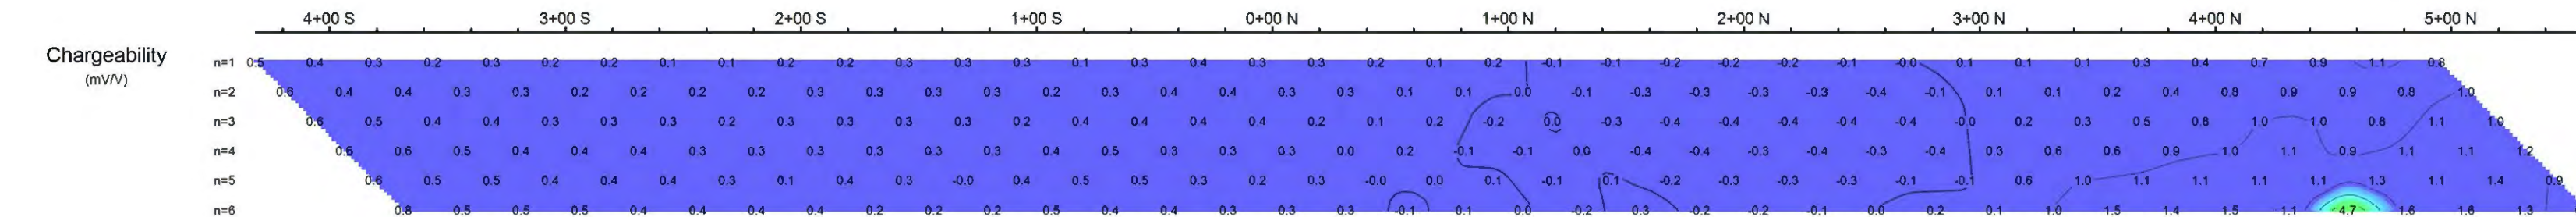 4+00 S 3+00 S 2+00 S 1+00 S 0+00 N 1+00 N 2+00 N 3+00 N 4+00 N 5+00 N
Chargeability
(mV/V)
n=1 0.5 0.4 0.3 0.2 0.3 0.2 0.2 0.1 0.1 0.2 0.2 0.3 0.3 0.3 0.1 0.3 0.4 0.3 0.3 0.2 0.1 0.2 -0.1 -0.1 -0.2 -0.2 -0.2 -0.1 -0.0 0.1 0.1 0.1 0.3 0.4 0.7 0.9 1.1 0.8
n=2 0.6 0.4 0.4 0.3 0.3 0.2 0.2 0.2 0.2 0.3 0.3 0.3 0.3 0.2 0.3 0.4 0.4 0.3 0.3 0.1 0.1 0.0 -0.1 -0.3 -0.3 -0.3 -0.3 -0.4 -0.1 0.1 0.1 0.2 0.4 0.8 0.9 0.9 0.8 1.0
n=3 0.6 0.5 0.4 0.4 0.3 0.3 0.3 0.2 0.3 0.3 0.3 0.3 0.2 0.4 0.4 0.4 0.4 0.2 0.1 0.2 -0.2 0.0 -0.3 -0.4 -0.4 -0.4 -0.4 -0.4 -0.0 0.2 0.3 0.5 0.8 1.0 1.0 0.8 1.1 1.0
n=4 0.6 0.6 0.5 0.4 0.4 0.4 0.3 0.3 0.3 0.3 0.3 0.3 0.4 0.5 0.3 0.3 0.3 0.0 0.2 -0.1 -0.1 0.0 -0.4 -0.4 -0.3 -0.4 -0.3 -0.4 0.3 0.6 0.6 0.9 1.0 1.1 0.9 1.1 1.1 1.2
n=5 0.6 0.5 0.5 0.4 0.4 0.4 0.3 0.1 0.4 0.3 -0.0 0.4 0.5 0.5 0.3 0.2 0.3 -0.0 0.0 0.1 -0.1 0.1 -0.2 -0.3 -0.3 -0.3 -0.1 -0.1 0.6 1.0 1.1 1.1 1.1 1.1 1.3 1.1 1.4 0.9
n=6 0.6 0.5 0.5 0.5 0.4 0.4 0.4 0.4 0.2 0.2 0.2 0.5 0.4 0.4 0.3 0.3 0.3 -0.1 0.1 0.0 -0.2 0.3 -0.2 -0.2 -0.1 0.0 0.2 0.1 1.0 1.5 1.4 1.5 1.1 4.7 1.6 1.6 1.3